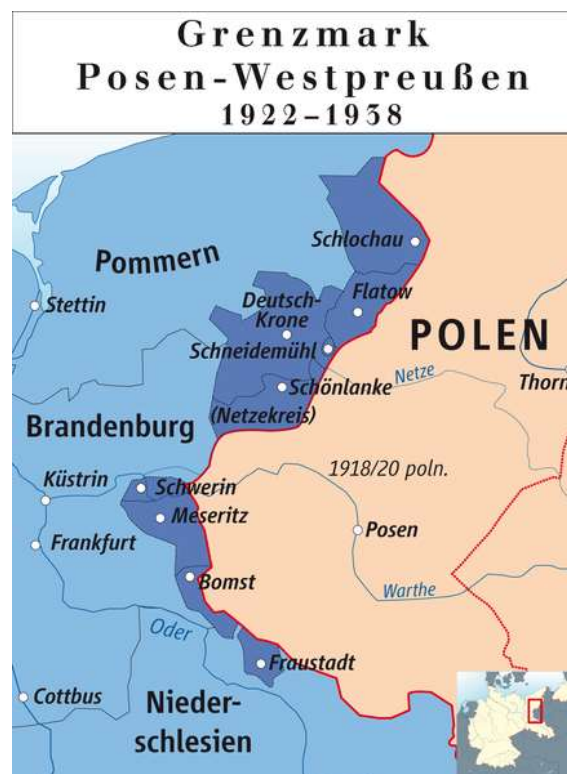 Grenzmark
Posen-Westpreußen
1922–1938
Schlochau
Pommern
Flatow
Deutsch-
Krone
Stettin
POLEN
Schneidemühl
Netze
Thorn
Schönlanke
(Netzekreis)
Brandenburg
1918/20 poln.
Küstrin
Schwerin
Meseritz
Posen
Frankfurt
Bomst
Warthe
Oder
Fraustadt
Cottbus
Nieder-
schlesien